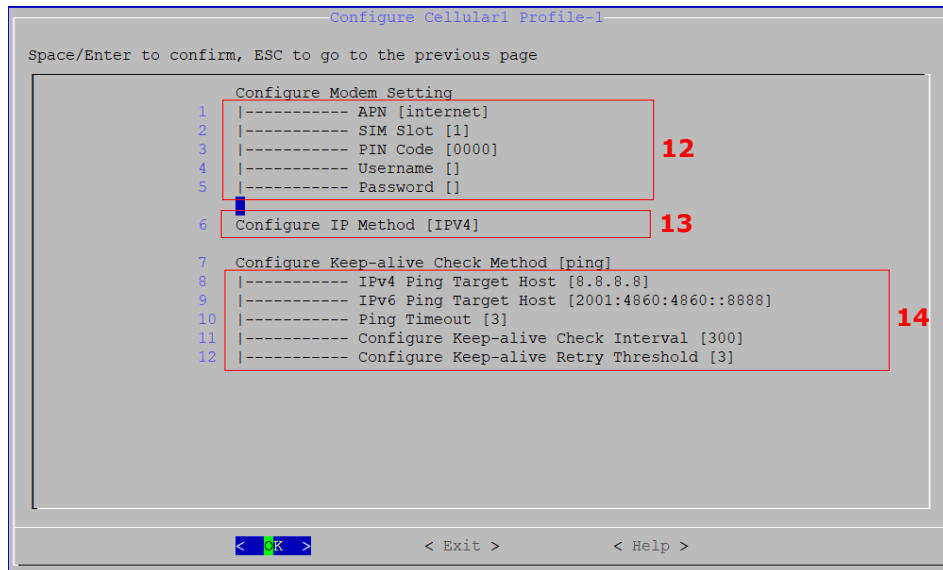 Configure Cellular1 Profile-1
Space/Enter to confirm, ESC to go to the previous page
Configure Modem Setting
1 |----------- APN [internet]
2 |----------- SIM Slot [1]
3 |----------- PIN Code [0000]
12
4 |----------- Username []
5 |----------- Password []
6 Configure IP Method [IPV4]
13
7 Configure Keep-alive Check Method [ping]
8 |----------- IPv4 Ping Target Host [8.8.8.8]
9 |----------- IPv6 Ping Target Host [2001:4860:4860::8888]
10 |----------- Ping Timeout [3]
14
11 |----------- Configure Keep-alive Check Interval [300]
12 |----------- Configure Keep-alive Retry Threshold [3]
< OK > < Exit > < Help >